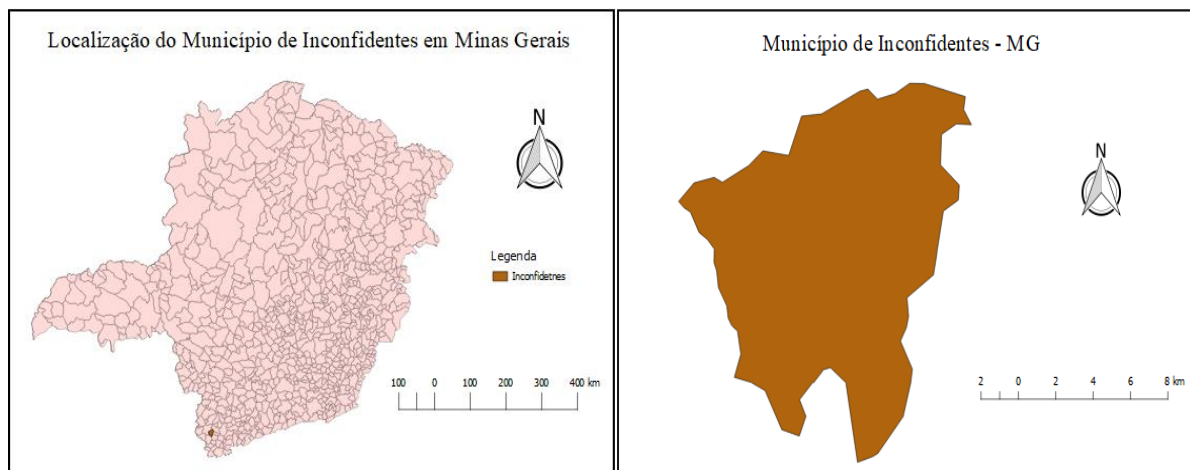 Localização do Município de Inconfidentes em Minas Gerais
N
Legenda
Inconfidetnes
100 0 100 200 300 400 km
Município de Inconfidentes - MG
N
2 0 2 4 6 8 km